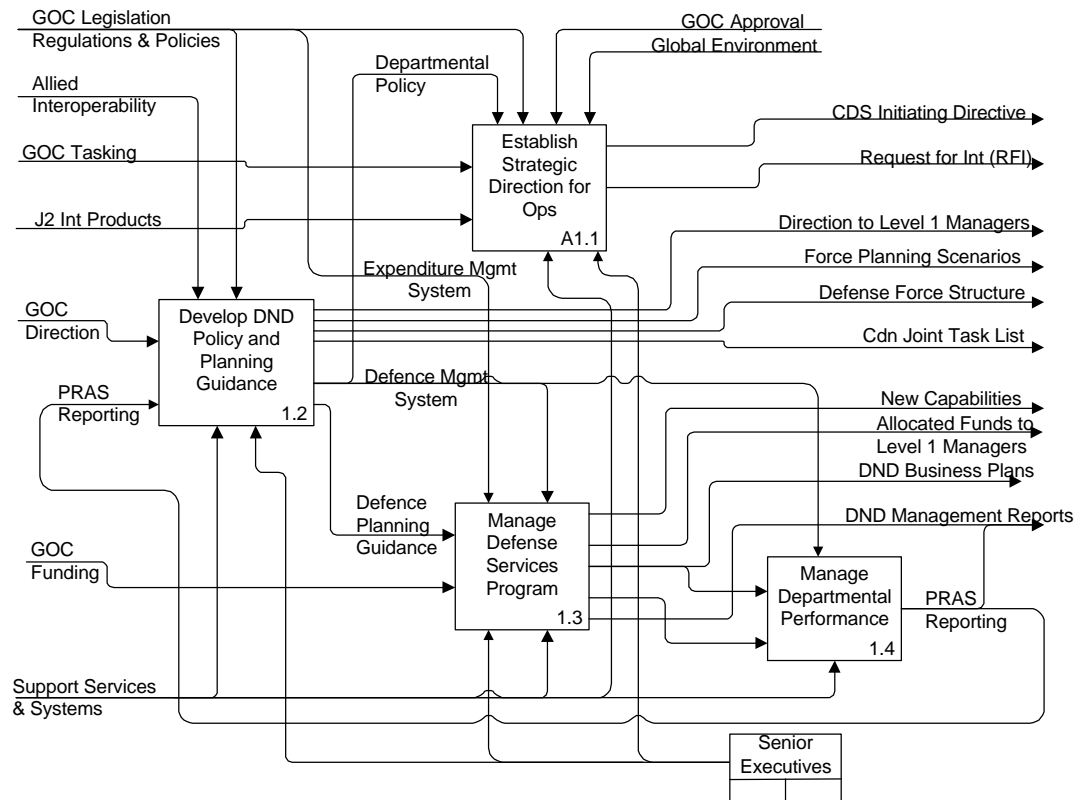 GOC Legislation
Regulations & Policies
GOC Approval
Global Environment
Departmental
Policy
Allied
Interoperability
CDS Initiating Directive
Establish
Strategic
Direction for
Ops
A1.1
GOC Tasking
Request for Int (RFI)
J2 Int Products
Direction to Level 1 Managers
Force Planning Scenarios
Expenditure Mgmt
System
Defense Force Structure
GOC
Direction
Develop DND
Policy and
Planning
Guidance
1.2
Cdn Joint Task List
Defence Mgmt
System
PRAS
Reporting
New Capabilities
Allocated Funds to
Level 1 Managers
DND Business Plans
Defence
Planning
Guidance
Manage
Defense
Services
Program
1.3
DND Management Reports
GOC
Funding
Manage
Departmental
Performance
1.4
PRAS
Reporting
Support Services
& Systems
Senior
Executives